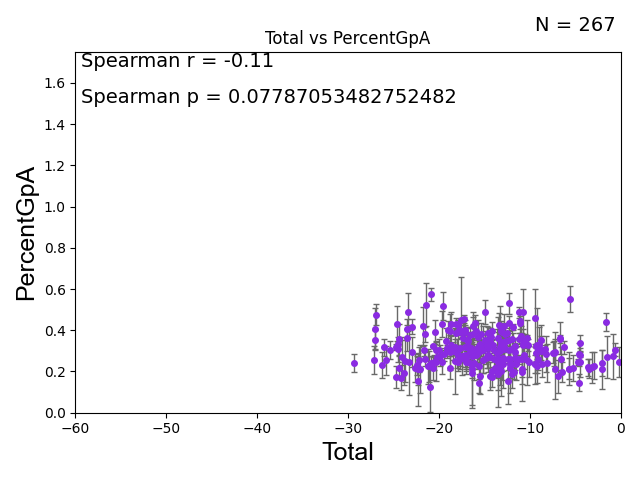 N = 267
Total vs PercentGpA
Spearman r = -0.11
Spearman p = 0.07787053482752482
PercentGpA
1.6
1.4
1.2
1.0
0.8
0.6
0.4
0.2
0.0
−60 −50 −40 −30 −20 −10 0
Total